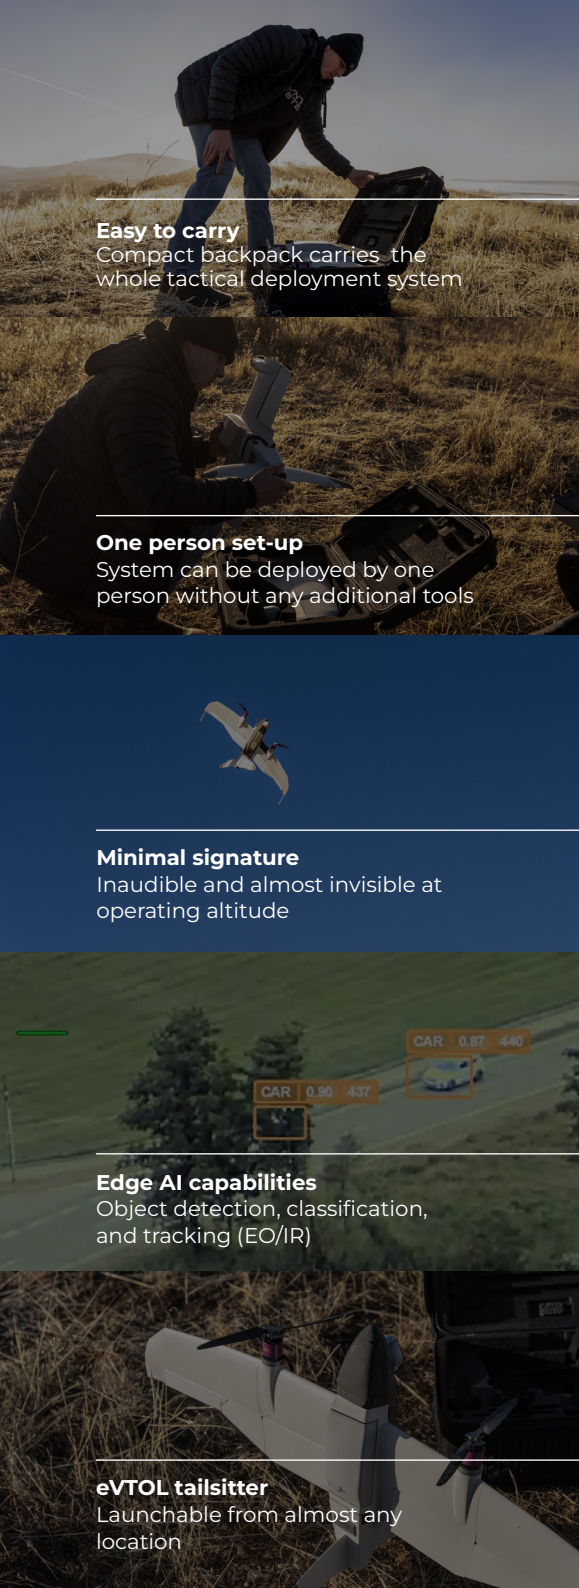 Easy to carry
Compact backpack carries the
whole tactical deployment system
One person set-up
System can be deployed by one
person without any additional tools
Minimal signature
Inaudible and almost invisible at
operating altitude
CAR 0.87 440
CAR 0.90 437
Edge AI capabilities
Object detection, classification,
and tracking (EO/IR)
eVTOL tailsitter
Launchable from almost any
location